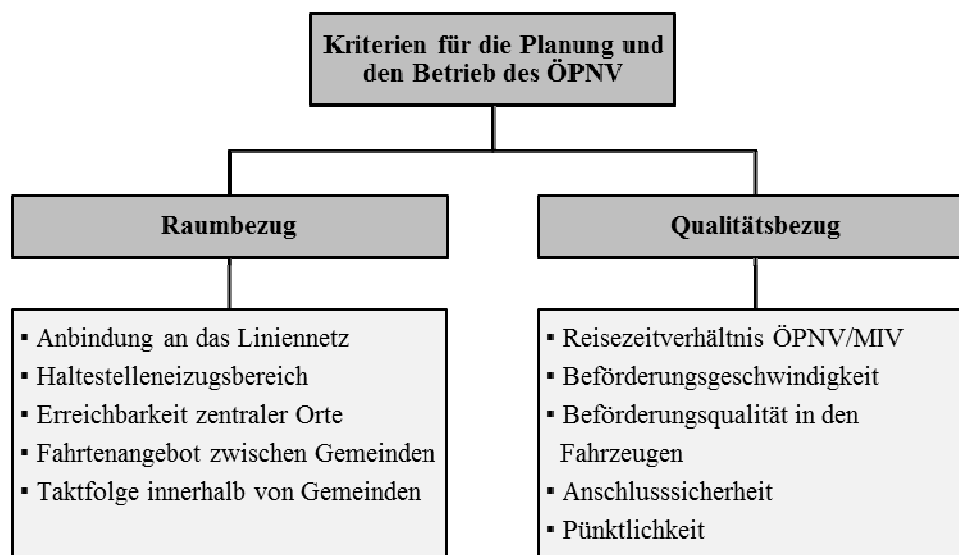 Kriterien für die Planung und
den Betrieb des ÖPNV
Raumbezug
▪ Anbindung an das Liniennetz
▪ Haltestelleneizugsbereich
▪ Erreichbarkeit zentraler Orte
▪ Fahrtenangebot zwischen Gemeinden
▪ Taktfolge innerhalb von Gemeinden
Qualitätsbezug
▪ Reisezeitverhältnis ÖPNV/MIV
▪ Beförderungsgeschwindigkeit
▪ Beförderungsqualität in den
Fahrzeugen
▪ Anschlusssicherheit
▪ Pünktlichkeit